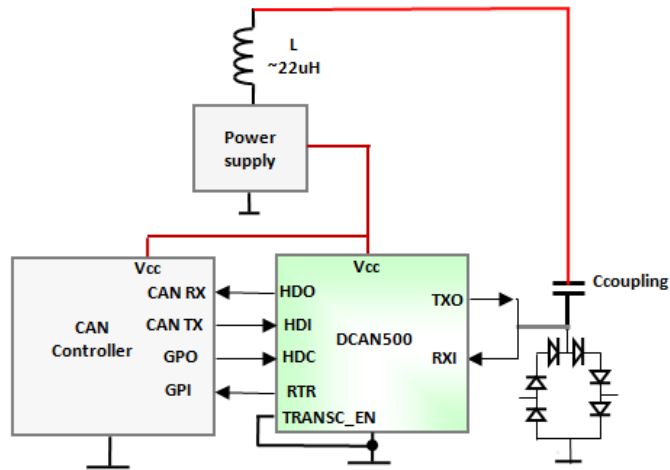 L
~22uH
Power
supply
Vcc
Vcc
CAN RX
HDO
TXO
Ccoupling
CAN TX
HDI
CAN
Controller
DCAN500
GPO
HDC
RXI
GPI
RTR
TRANSC_EN